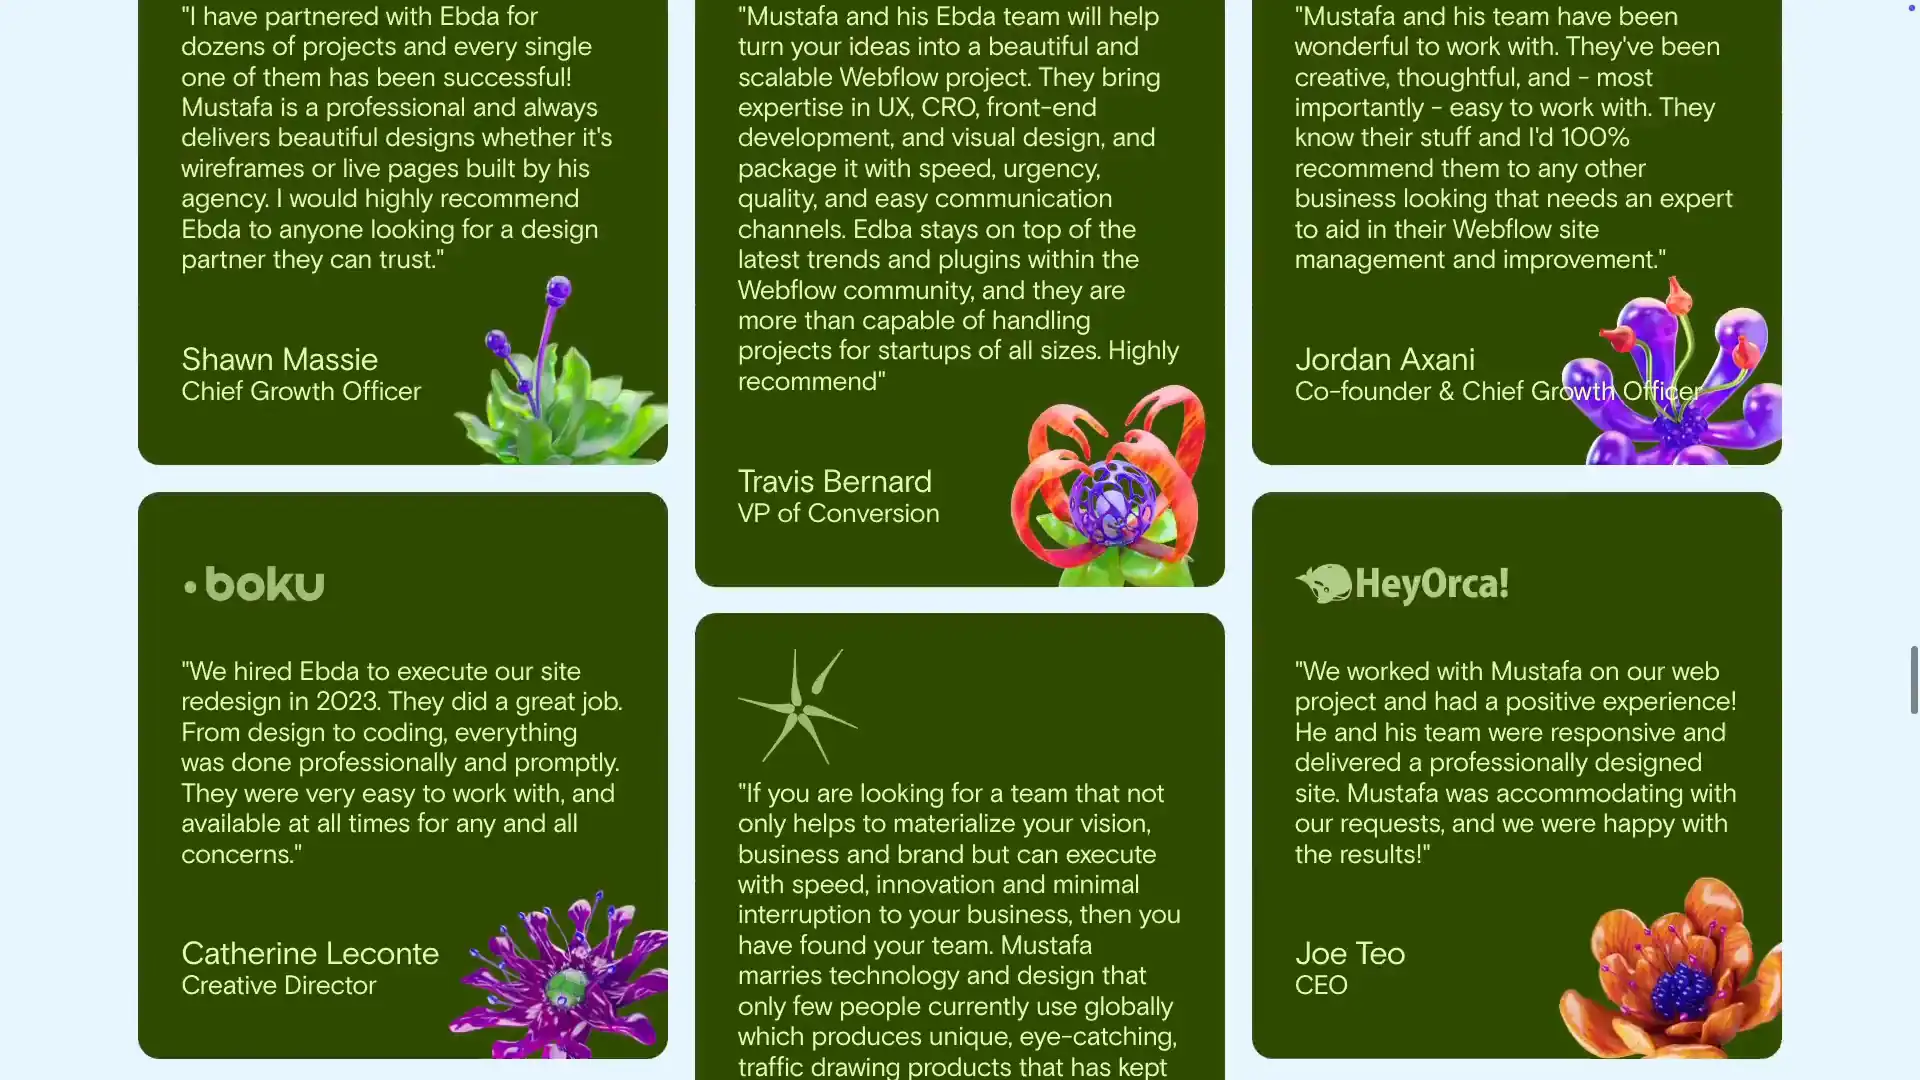 "I have partnered with Ebda for
dozens of projects and every single
one of them has been successful!
Mustafa is a professional and always
delivers beautiful designs whether it's
wireframes or live pages built by his
agency. I would highly recommend
Ebda to anyone looking for a design
partner they can trust."
Shawn Massie
Chief Growth Officer
• boku
"We hired Ebda to execute our site
redesign in 2023. They did a great job.
From design to coding, everything
was done professionally and promptly.
They were very easy to work with, and
available at all times for any and all
concerns."
Catherine Leconte
Creative Director
"Mustafa and his Ebda team will help
turn your ideas into a beautiful and
scalable Webflow project. They bring
expertise in UX, CRO, front-end
development, and visual design, and
package it with speed, urgency,
quality, and easy communication
channels. Edba stays on top of the
latest trends and plugins within the
Webflow community, and they are
more than capable of handling
projects for startups of all sizes. Highly
recommend"
Travis Bernard
VP of Conversion
"If you are looking for a team that not
only helps to materialize your vision,
business and brand but can execute
with speed, innovation and minimal
interruption to your business, then you
have found your team. Mustafa
marries technology and design that
only few people currently use globally
which produces unique, eye-catching,
traffic drawing products that has kept
"Mustafa and his team have been
wonderful to work with. They've been
creative, thoughtful, and - most
importantly - easy to work with. They
know their stuff and I'd 100%
recommend them to any other
business looking that needs an expert
to aid in their Webflow site
management and improvement."
Jordan Axani
Co-founder & Chief Growth Officer
HeyOrca!
"We worked with Mustafa on our web
project and had a positive experience!
He and his team were responsive and
delivered a professionally designed
site. Mustafa was accommodating with
our requests, and we were happy with
the results!"
Joe Teo
CEO